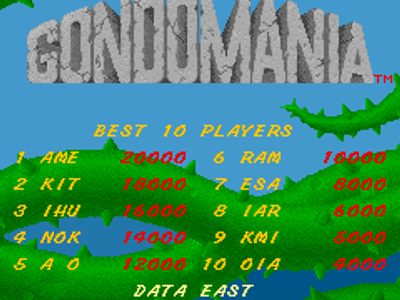 GONDOMANIA TM
BEST 10 PLAYERS
1 AME 20000 6 RAM 10000
2 KIT 18000 7 ESA 8000
3 IHU 16000 8 IAR 6000
4 NOK 14000 9 KMI 5000
5 A O 12000 10 OIA 4000
DATA EAST